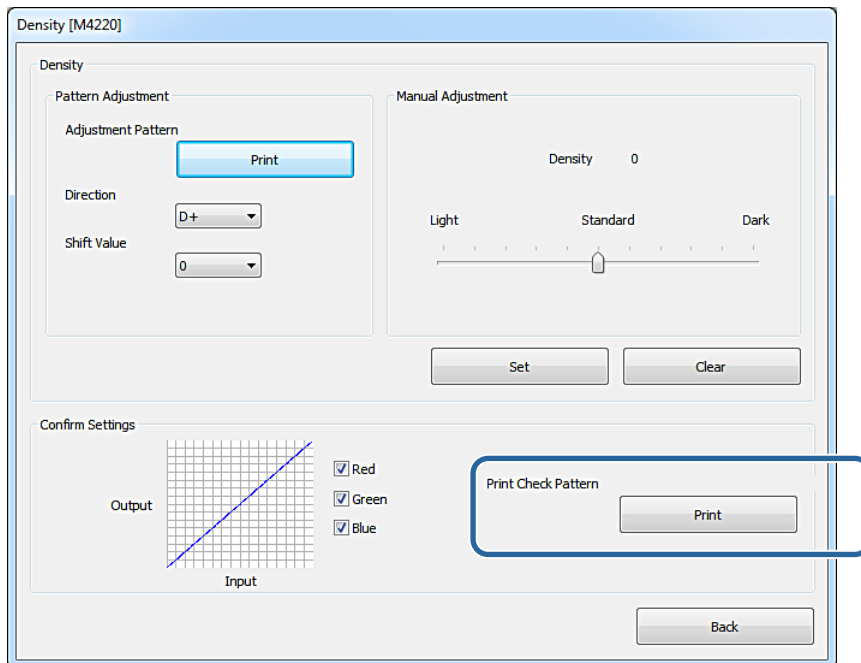 Density [M4220]
Density
Pattern Adjustment
Adjustment Pattern
Print
Direction
D+
Shift Value
0
Manual Adjustment
Density 0
Light Standard Dark
Set Clear
Confirm Settings
Output
Input
Red
Green
Blue
Print Check Pattern
Print
Back